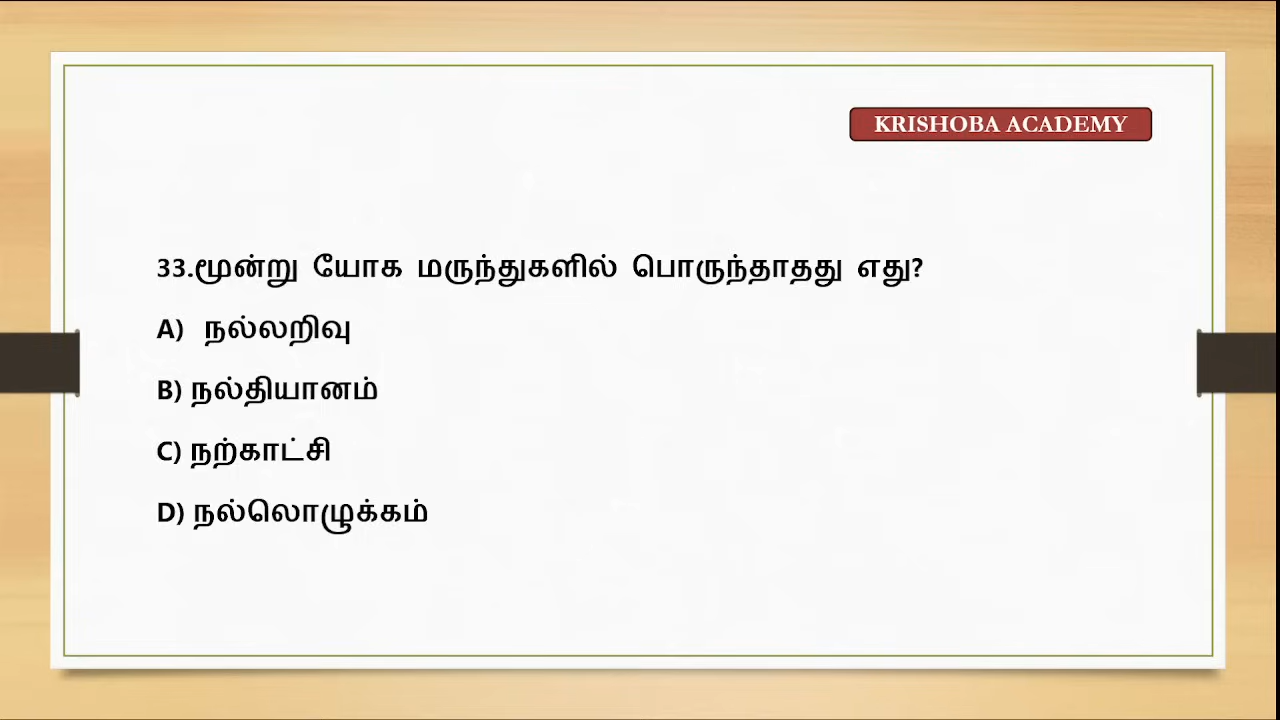 KRISHOBA ACADEMY
33.மூன்று யோக மருந்துகளில் பொருந்தாதது எது?
A) நல்லறிவு
B) நல்தியானம்
C) நற்காட்சி
D) நல்லொழுக்கம்